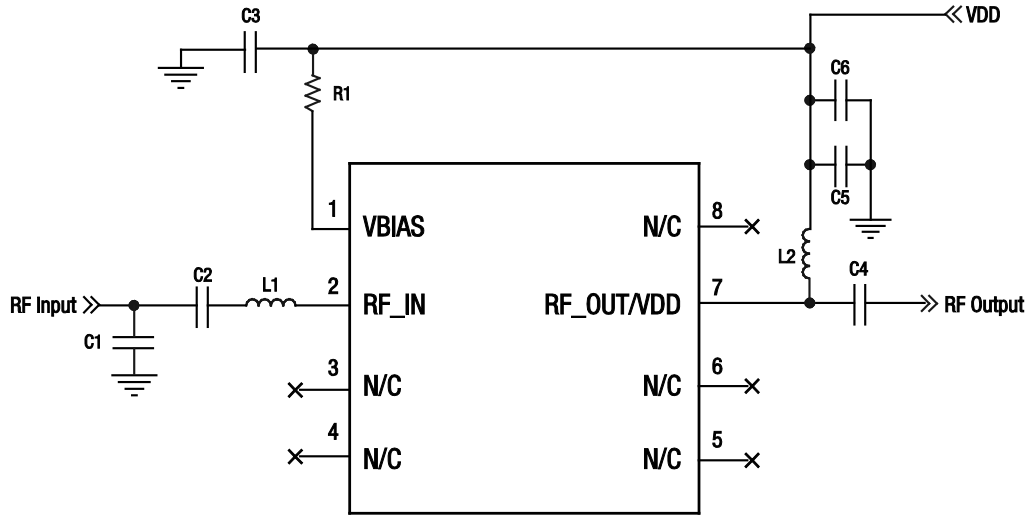 C3
VDD
C6
R1
C5
1
VBIAS
N/C
8
L2
C2
L1
2
RF_IN
RF_OUT/VDD
7
C4
RF Input
RF Output
C1
3
N/C
N/C
6
4
N/C
N/C
5